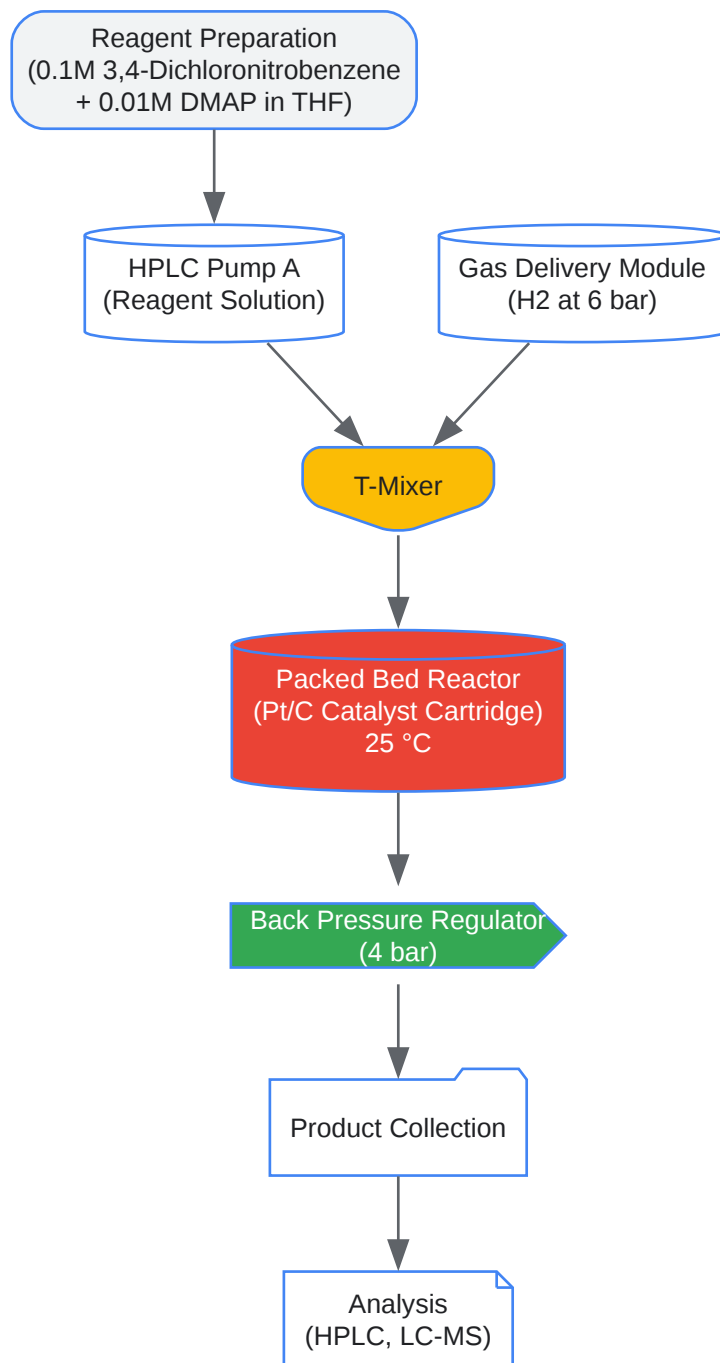 Reagent Preparation
(0.1M 3,4-Dichloronitrobenzene
+ 0.01M DMAP in THF)
HPLC Pump A
(Reagent Solution)
Gas Delivery Module
(H2 at 6 bar)
T-Mixer
Packed Bed Reactor
(Pt/C Catalyst Cartridge)
25 °C
Back Pressure Regulator
(4 bar)
Product Collection
Analysis
(HPLC, LC-MS)